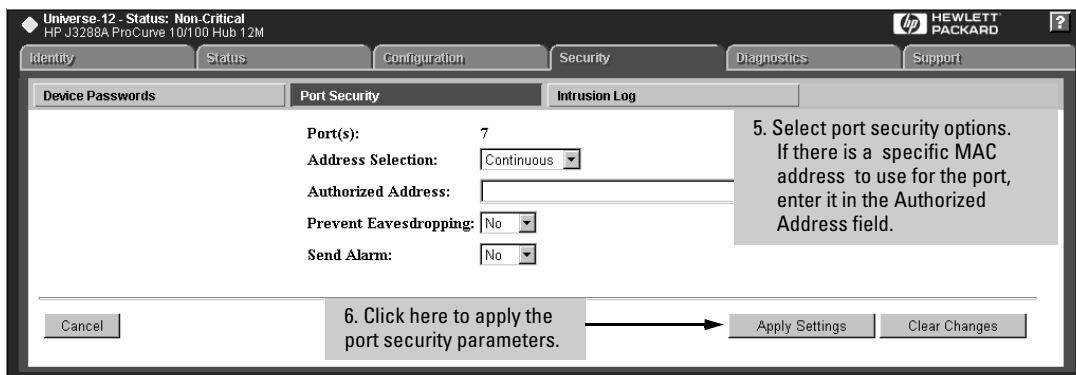 Universe-12 - Status: Non-Critical
HP J3288A ProCurve 10/100 Hub 12M
hp HEWLETT
PACKARD
?
Identity
Status
Configuration
Security
Diagnostics
Support
Device Passwords
Port Security
Intrusion Log
Port(s): 7
Address Selection: Continuous
Authorized Address:
Prevent Eavesdropping: No
Send Alarm: No
5. Select port security options.
If there is a specific MAC
address to use for the port,
enter it in the Authorized
Address field.
Cancel
6. Click here to apply the
port security parameters.
Apply Settings
Clear Changes